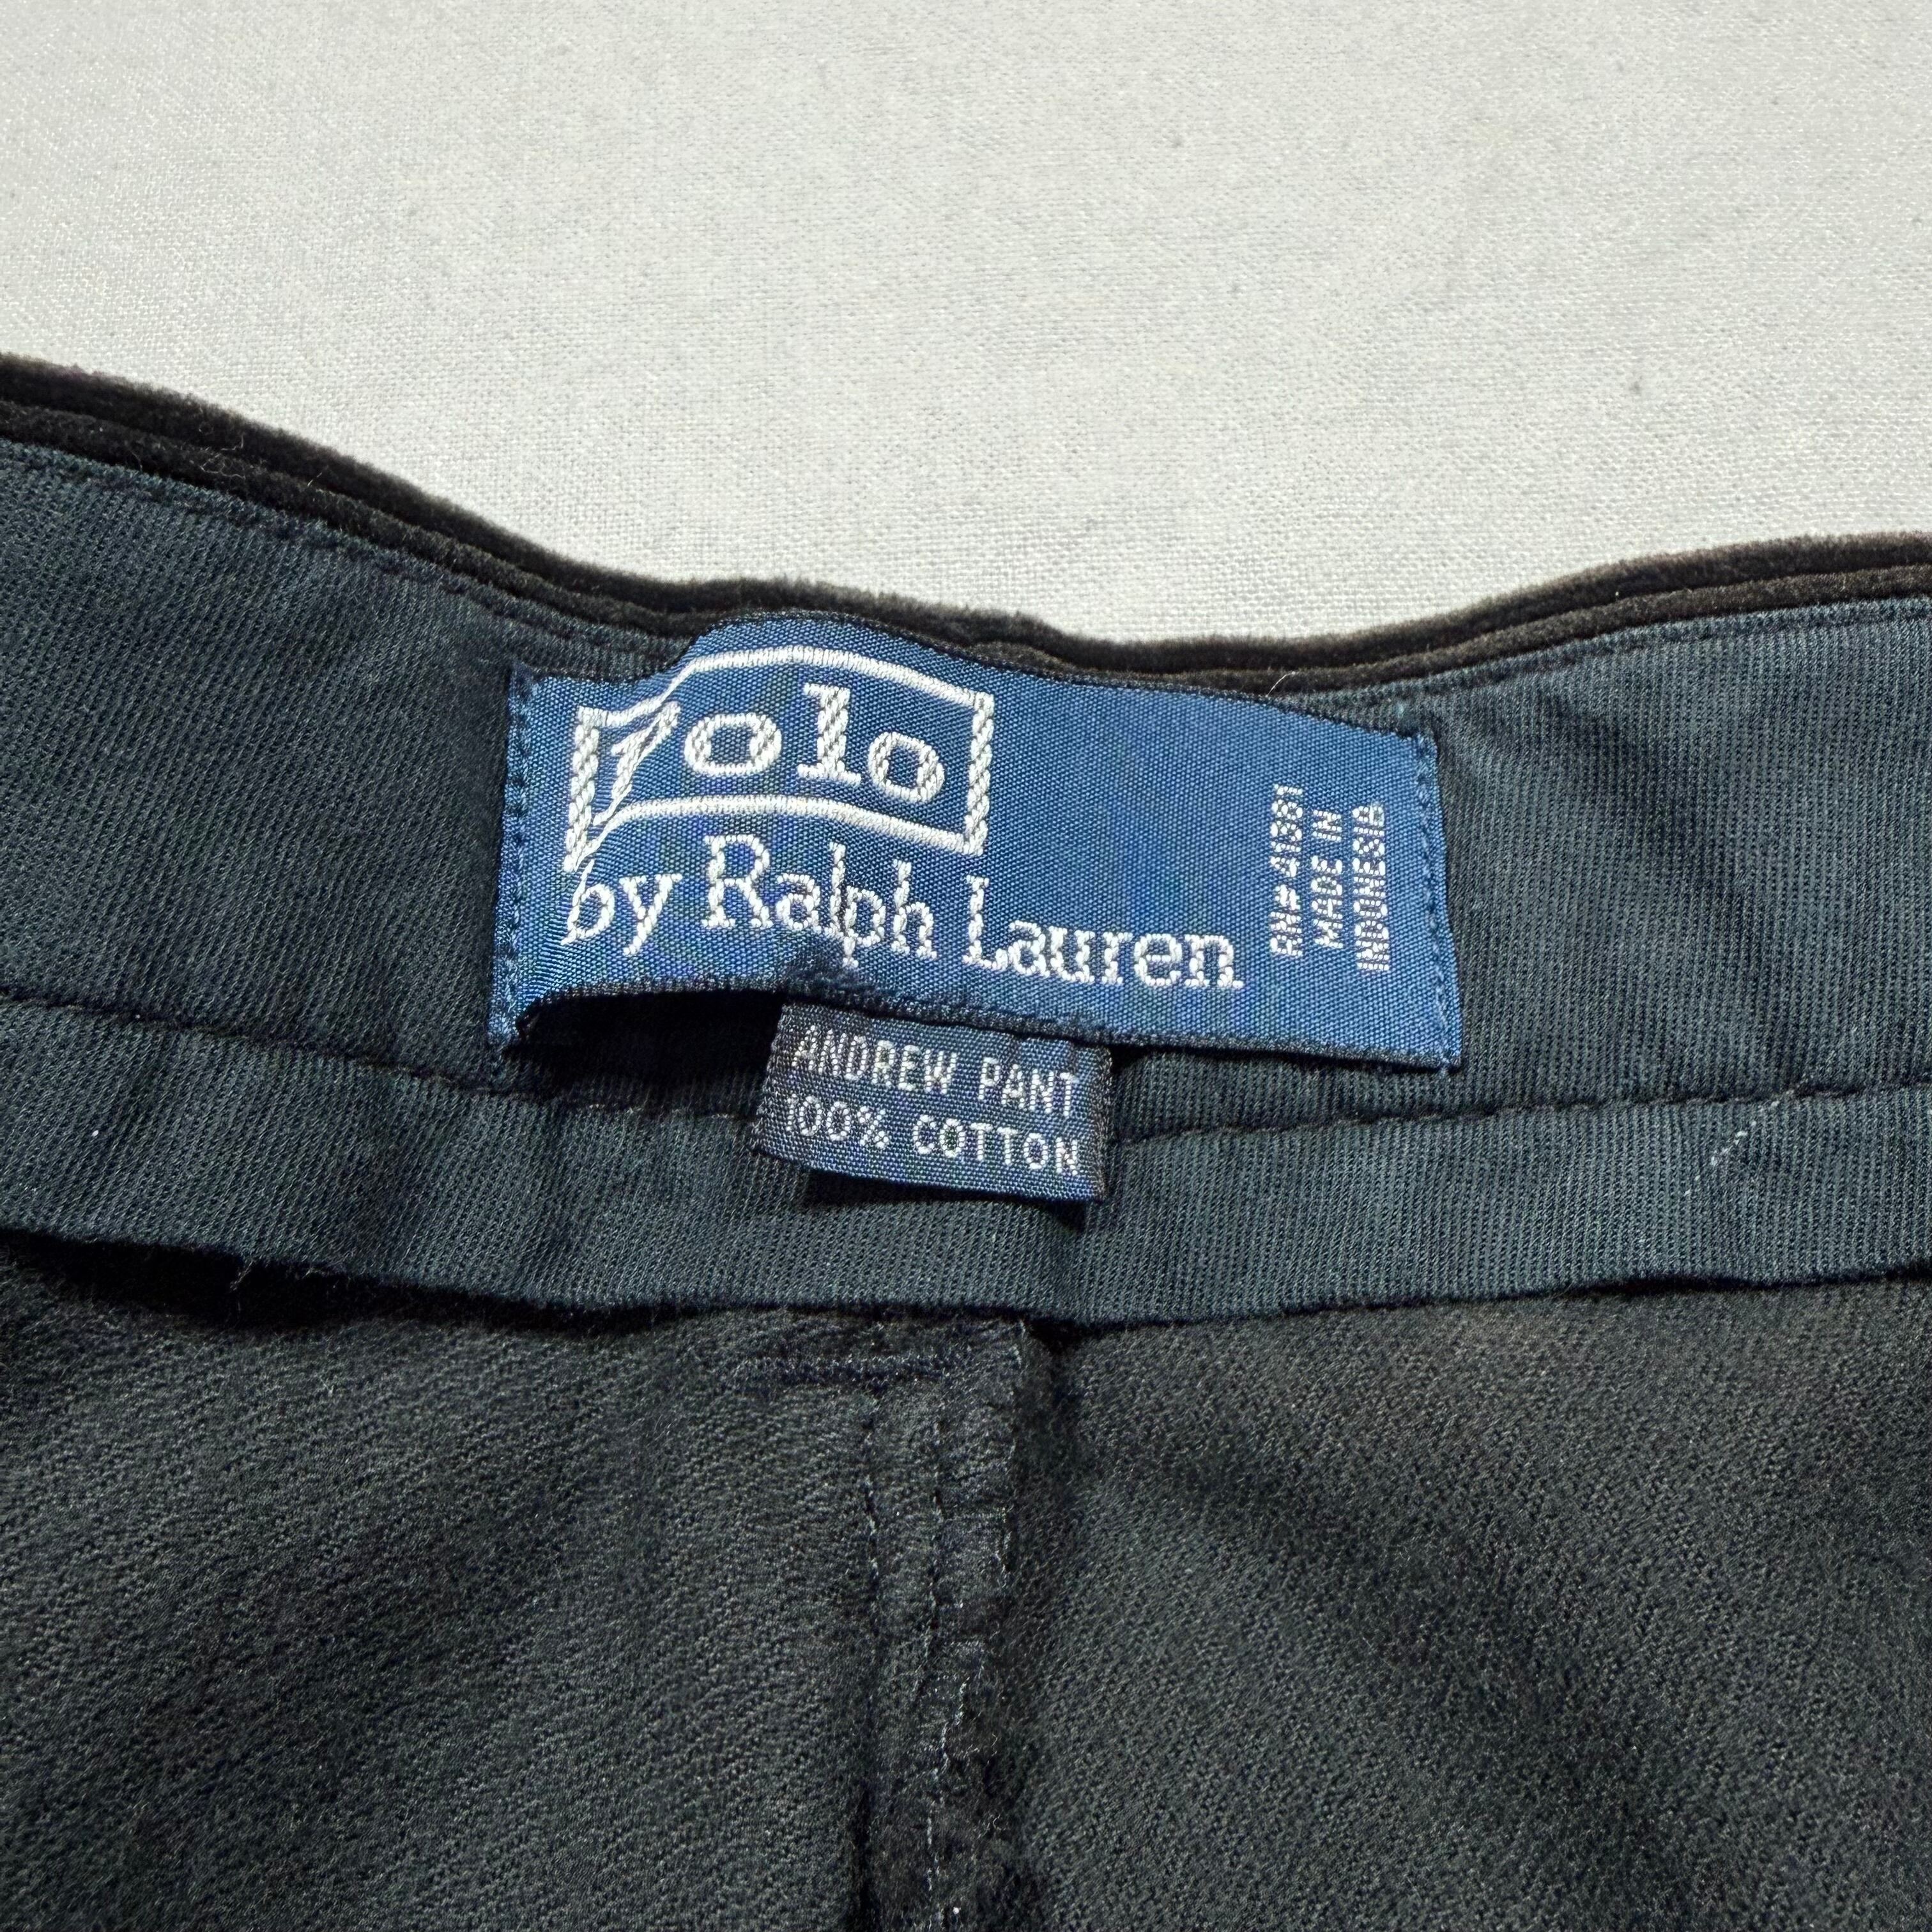 Polo
by Ralph Lauren
RN# 41381
MADE IN
INDONESIA
ANDREW PANT
100% COTTON